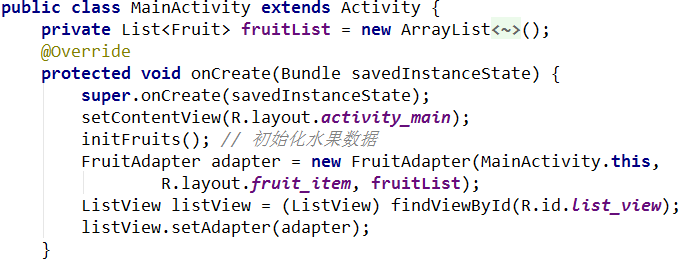 public class MainActivity extends Activity {
    private List<Fruit> fruitList = new ArrayList<~>();
    @Override
    protected void onCreate(Bundle savedInstanceState) {
        super.onCreate(savedInstanceState);
        setContentView(R.layout.activity_main);
        initFruits(); // 初始化水果数据
        FruitAdapter adapter = new FruitAdapter(MainActivity.this,
                R.layout.fruit_item, fruitList);
        ListView listView = (ListView) findViewById(R.id.list_view);
        listView.setAdapter(adapter);
    }